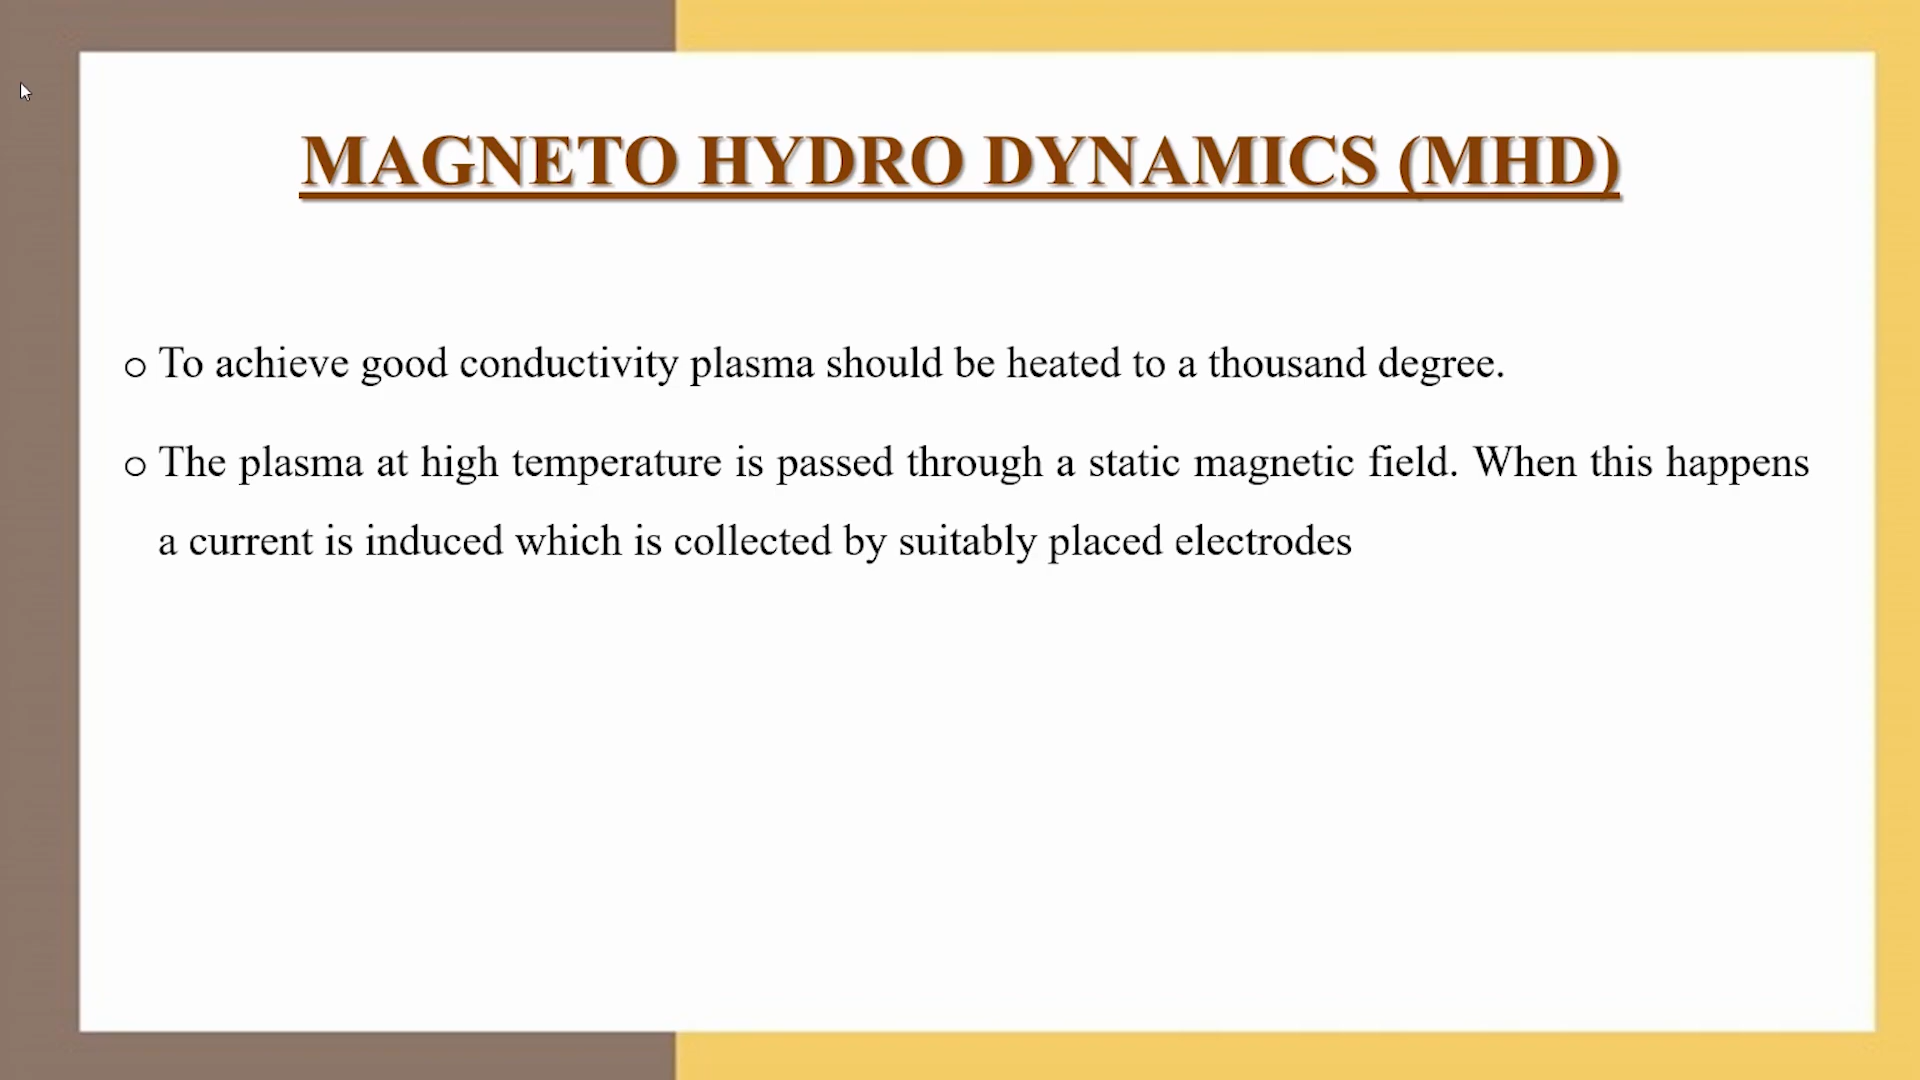 MAGNETO HYDRO DYNAMICS (MHD)
o To achieve good conductivity plasma should be heated to a thousand degree.
o The plasma at high temperature is passed through a static magnetic field. When this happens
a current is induced which is collected by suitably placed electrodes